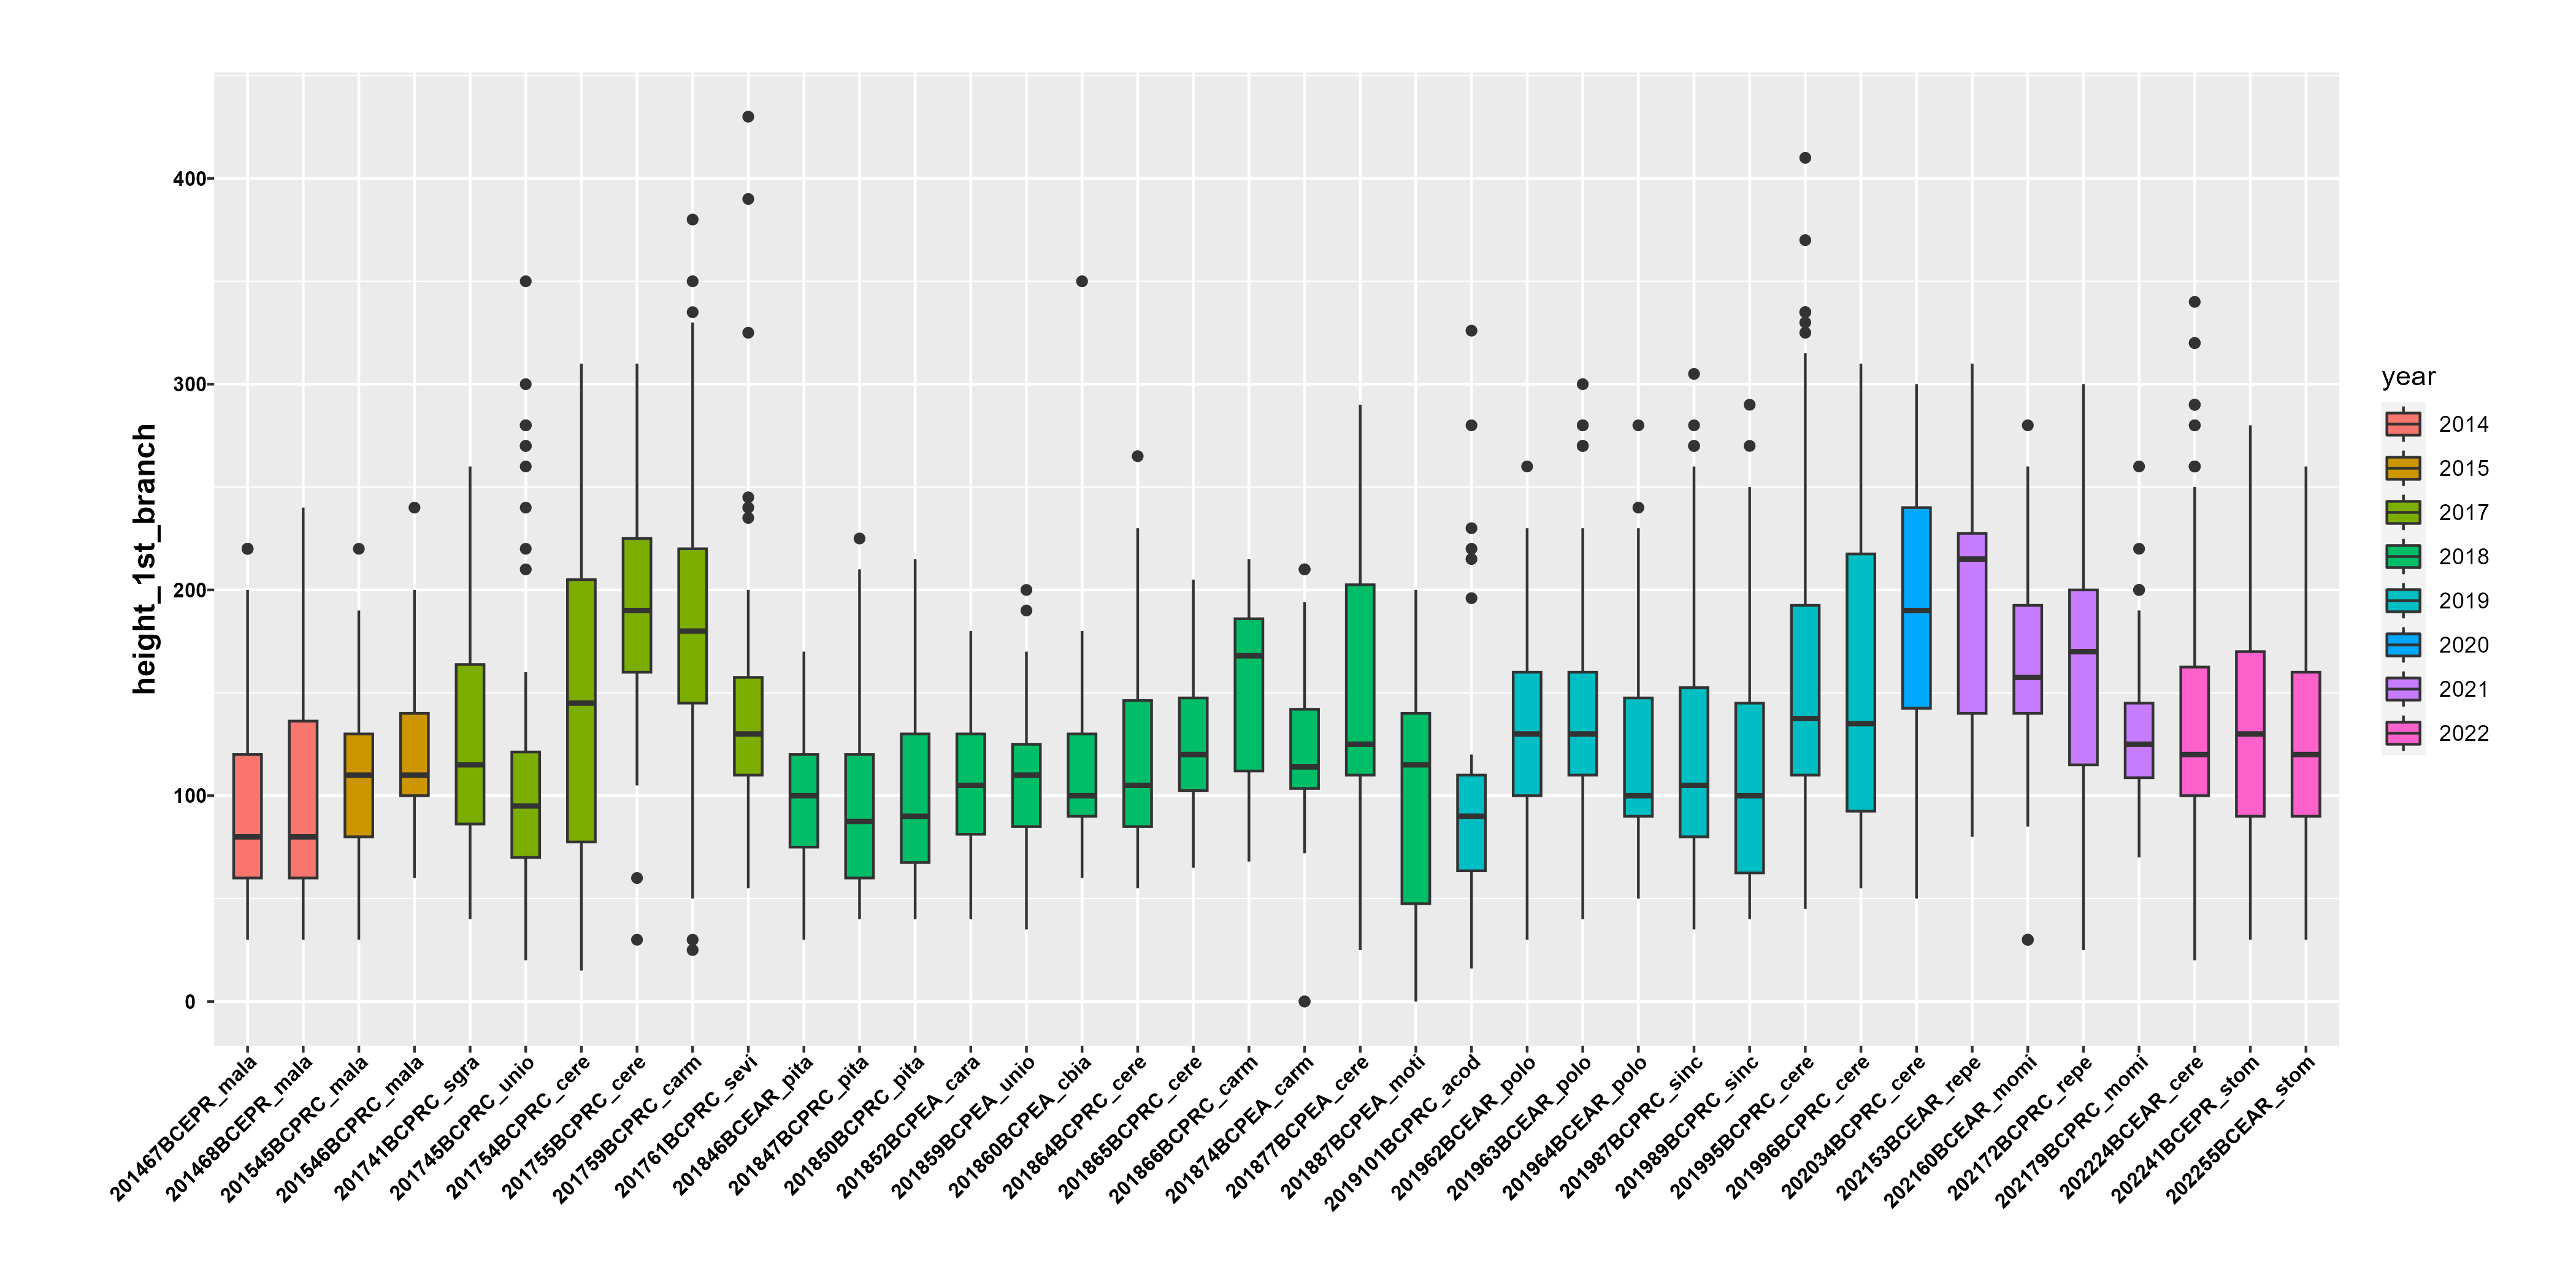 height_1st_branch
400
300
200
100
0
201467BCEPR_mala
201468BCEPR_mala
201545BCPRC_mala
201546BCPRC_mala
201741BCPRC_sgra
201745BCPRC_unio
201754BCPRC_cere
201755BCPRC_cere
201759BCPRC_carm
201761BCPRC_sevi
201846BCEAR_pita
201847BCPRC_pita
201850BCPRC_pita
201852BCPEA_cara
201859BCPEA_unio
201860BCPEA_cbia
201864BCPRC_cere
201865BCPRC_cere
201866BCPRC_carm
201874BCPEA_carm
201877BCPEA_cere
201887BCPEA_moti
2019101BCPRC_acod
201962BCEAR_polo
201963BCEAR_polo
201964BCEAR_polo
201987BCPRC_sinc
201989BCPRC_sinc
201995BCPRC_cere
201996BCPRC_cere
202034BCPRC_cere
202153BCEAR_repe
202160BCEAR_momi
202172BCPRC_repe
202179BCPRC_momi
202224BCEAR_cere
202241BCEPR_stom
202255BCEAR_stom
year
2014
2015
2017
2018
2019
2020
2021
2022